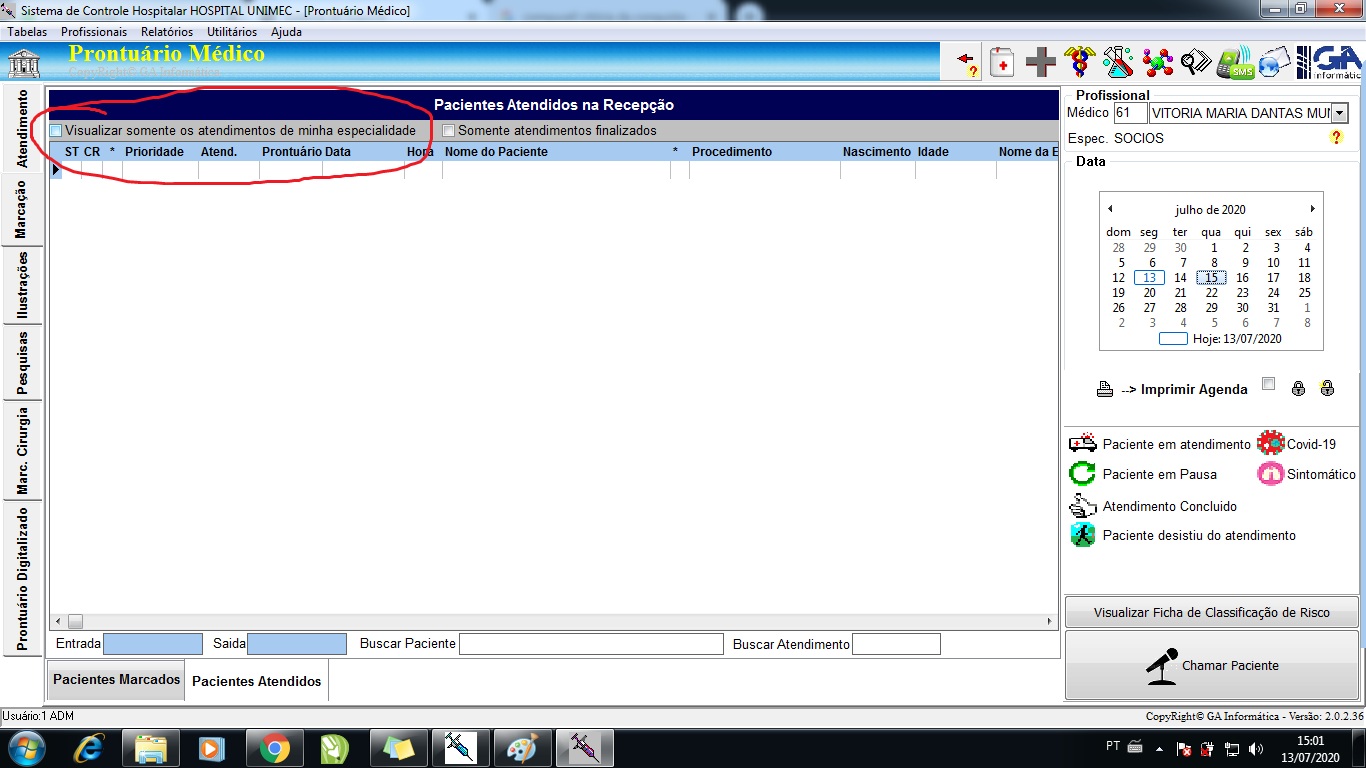 Sistema de Controle Hospitalar HOSPITAL UNIMEC - [Prontuário Médico]
Tabelas Profissionais Relatórios Utilitários Ajuda
Prontuário Médico
CopyRight© GA Informática
SMS
GA
informátic
Atendimento
Marcação
Ilustrações
Pesquisas
Marc. Cirurgia
Prontuário Digitalizado
Pacientes Atendidos na Recepção
Visualizar somente os atendimentos de minha especialidade Somente atendimentos finalizados
ST CR * Prioridade Atend. Prontuário Data Hora Nome do Paciente * Procedimento Nascimento Idade Nome da E
Entrada Saida Buscar Paciente Buscar Atendimento
Pacientes Marcados Pacientes Atendidos
Profissional
Médico 61 VITORIA MARIA DANTAS MUI
Espec. SOCIOS
Data
julho de 2020
dom seg ter qua qui sex sáb
28 29 30 1 2 3 4
5 6 7 8 9 10 11
12 13 14 15 16 17 18
19 20 21 22 23 24 25
26 27 28 29 30 31 1
2 3 4 5 6 7 8
Hoje: 13/07/2020
--> Imprimir Agenda
Paciente em atendimento Covid-19
Paciente em Pausa Sintomático
Atendimento Concluido
Paciente desistiu do atendimento
Visualizar Ficha de Classificação de Risco
Chamar Paciente
Usuário:1 ADM CopyRight© GA Informática - Versão: 2.0.2.36
PT 15:01
13/07/2020